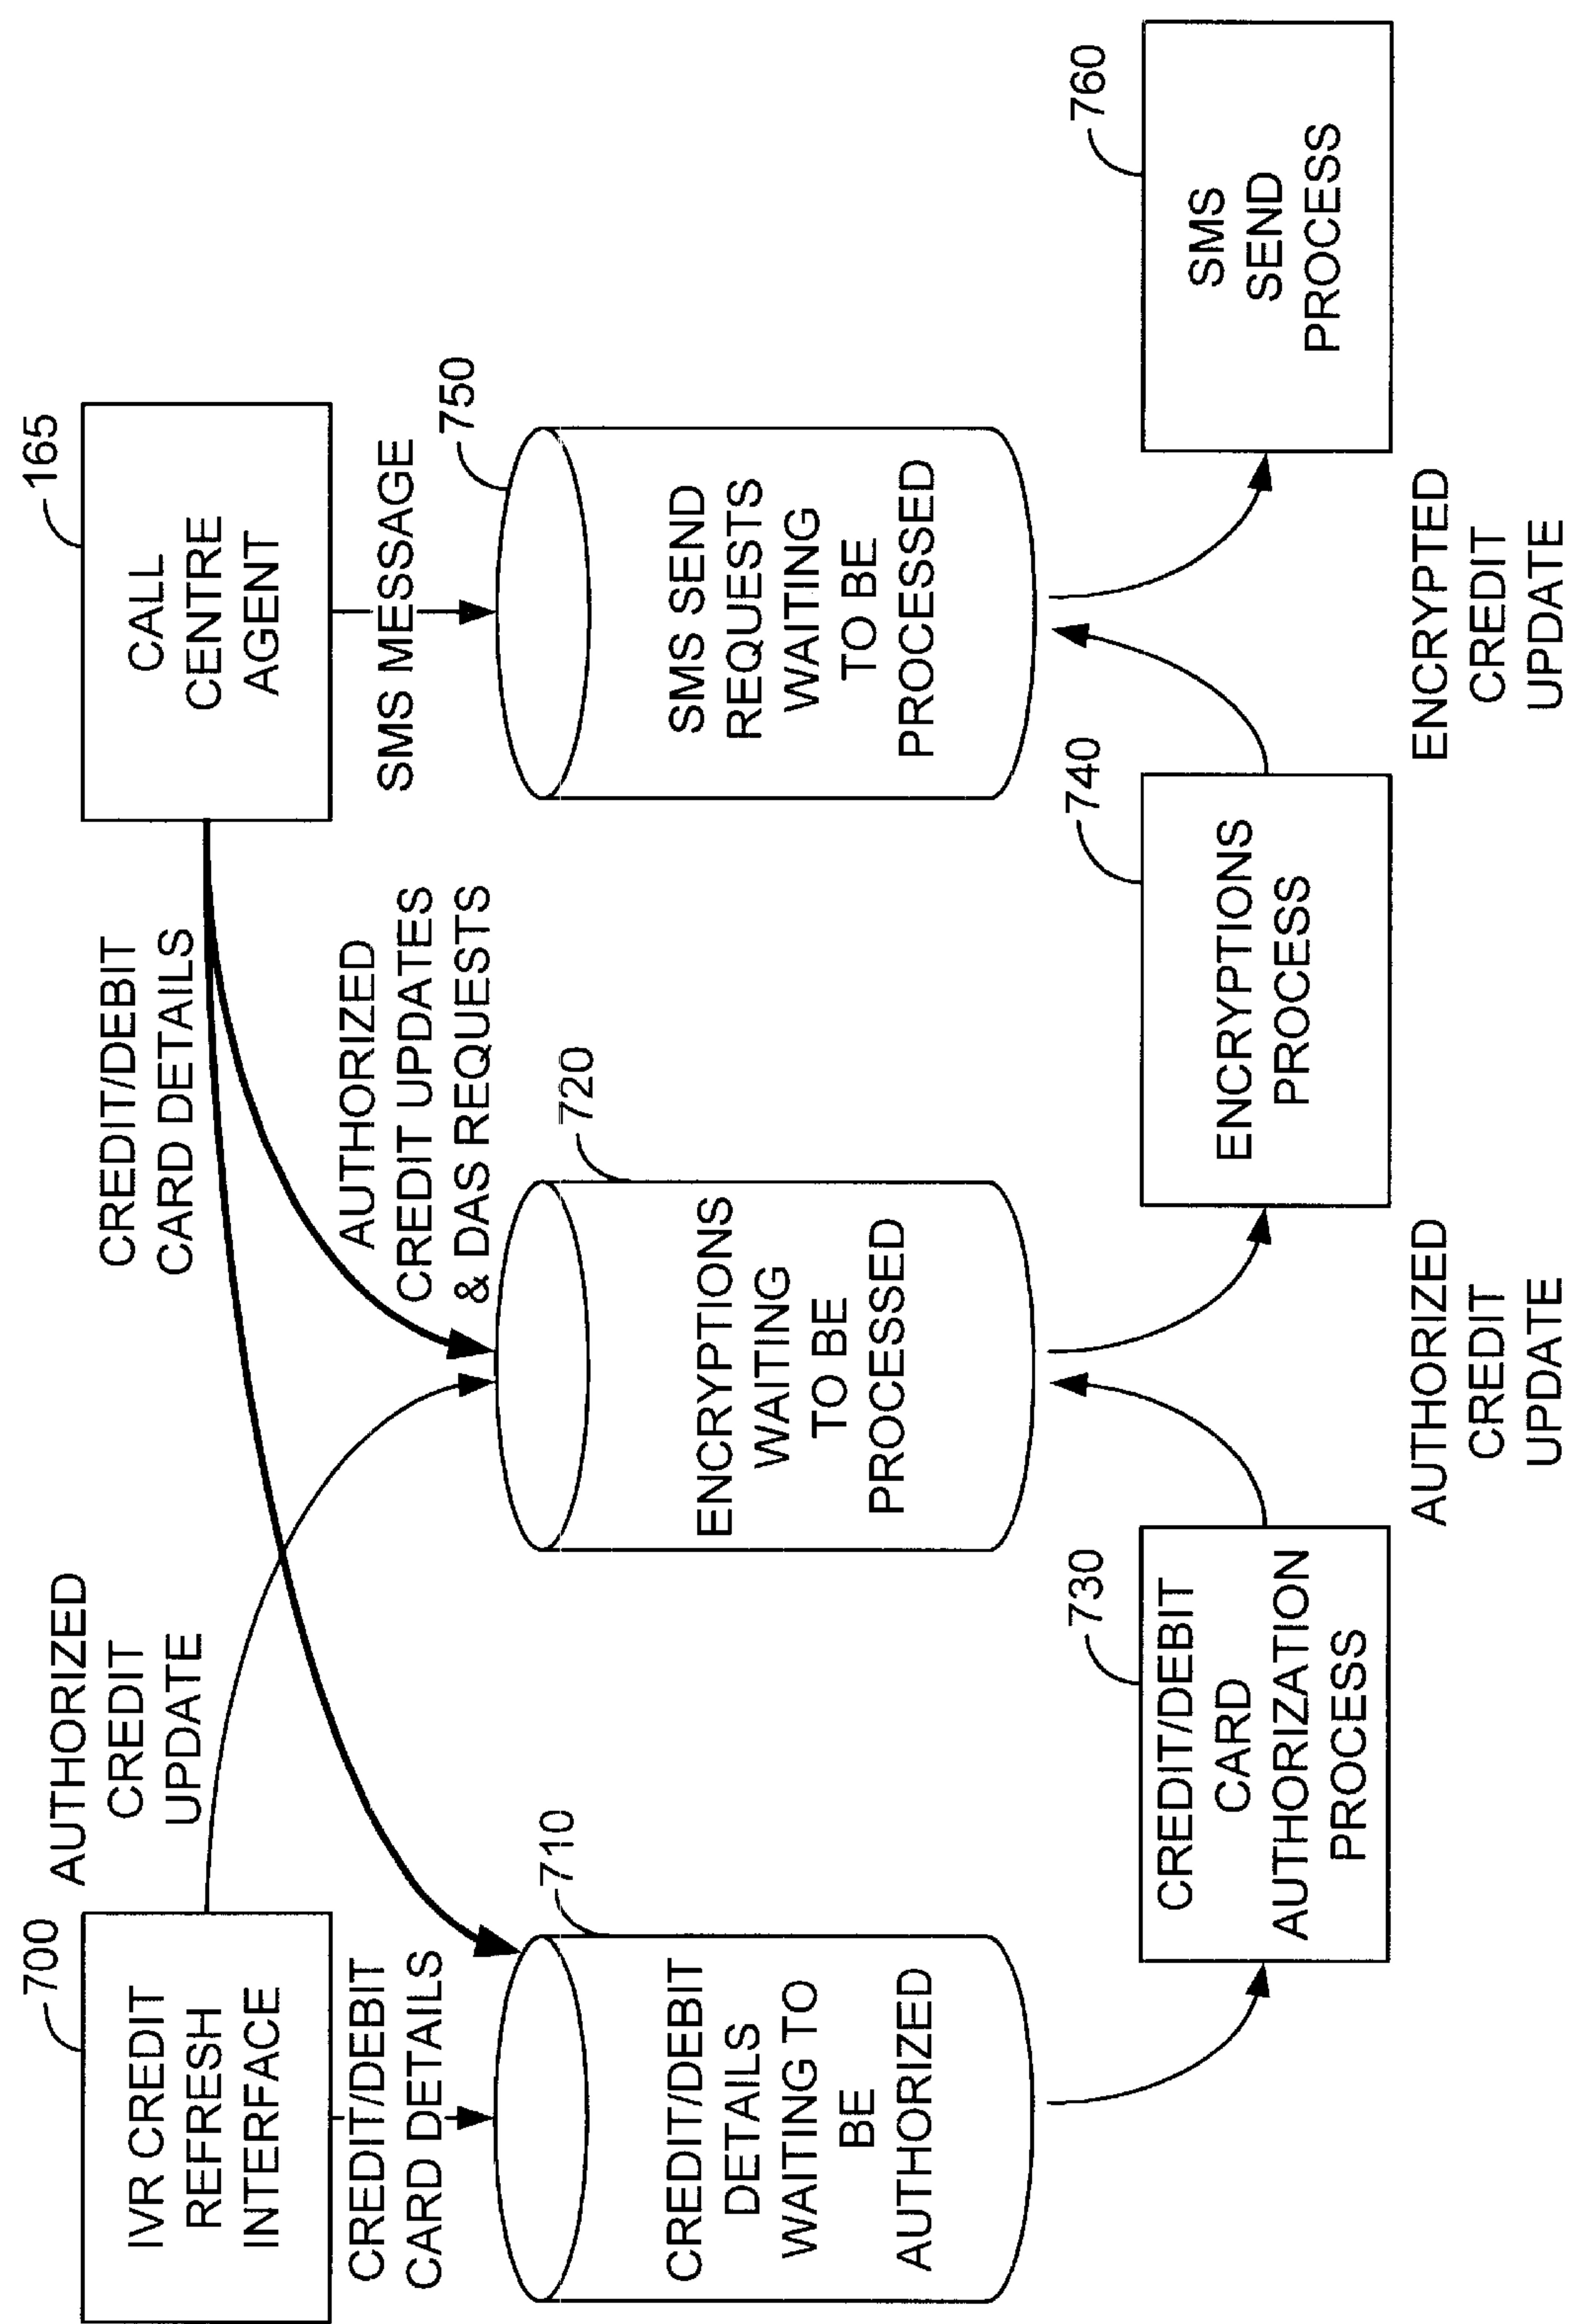 700
IVR CREDIT
REFRESH
INTERFACE
AUTHORIZED
CREDIT
UPDATE
CREDIT/DEBIT
CARD DETAILS
165
CALL
CENTRE
AGENT
CREDIT/DEBIT
CARD DETAILS
AUTHORIZED
CREDIT UPDATES
& DAS REQUESTS
SMS MESSAGE
710
CREDIT/DEBIT
DETAILS
WAITING TO
BE
AUTHORIZED
720
ENCRYPTIONS
WAITING
TO BE
PROCESSED
750
SMS SEND
REQUESTS
WAITING
TO BE
PROCESSED
730
CREDIT/DEBIT
CARD
AUTHORIZATION
PROCESS
AUTHORIZED
CREDIT
UPDATE
740
ENCRYPTIONS
PROCESS
ENCRYPTED
CREDIT
UPDATE
760
SMS
SEND
PROCESS